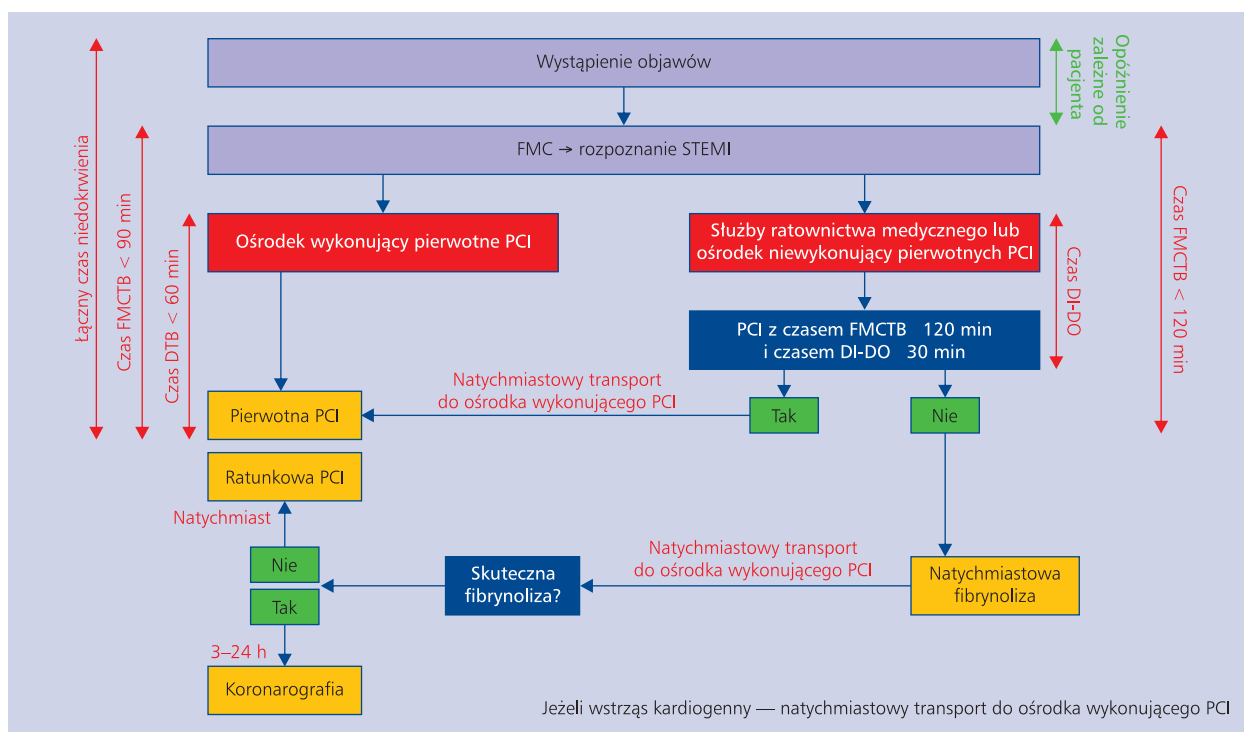 Wystąpienie objawów
Opóźnienie
zależne od
pacjenta
FMC → rozpoznanie STEMI
Łączny czas niedokrwienia
Czas FMCTB < 90 min
Czas DTB < 60 min
Ośrodek wykonujący pierwotne PCI
Służby ratownictwa medycznego lub
ośrodek niewykonujący pierwotnych PCI
Czas DI-DO
Czas FMCTB < 120 min
PCI z czasem FMCTB 120 min
i czasem DI-DO 30 min
Natychmiastowy transport
do ośrodka wykonującego PCI
Pierwotna PCI
Tak
Nie
Ratunkowa PCI
Natychmiast
Nie
Tak
Skuteczna
fibrynoliza?
Natychmiastowy transport
do ośrodka wykonującego PCI
Natychmiastowa
fibrynoliza
3–24 h
Koronarografia
Jeżeli wstrząs kardiogenny — natychmiastowy transport do ośrodka wykonującego PCI